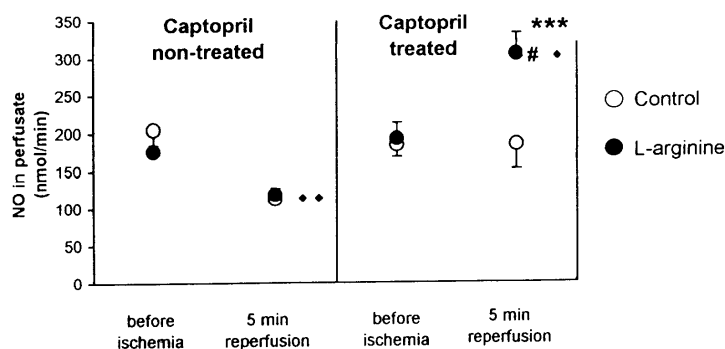 Captopril
non-treated
Captopril
treated
***
# ♦
♦ ♦
NO in perfusate
(nmol/min)
350
300
250
200
150
100
50
0
before
ischemia
5 min
reperfusion
before
ischemia
5 min
reperfusion
Control
L-arginine